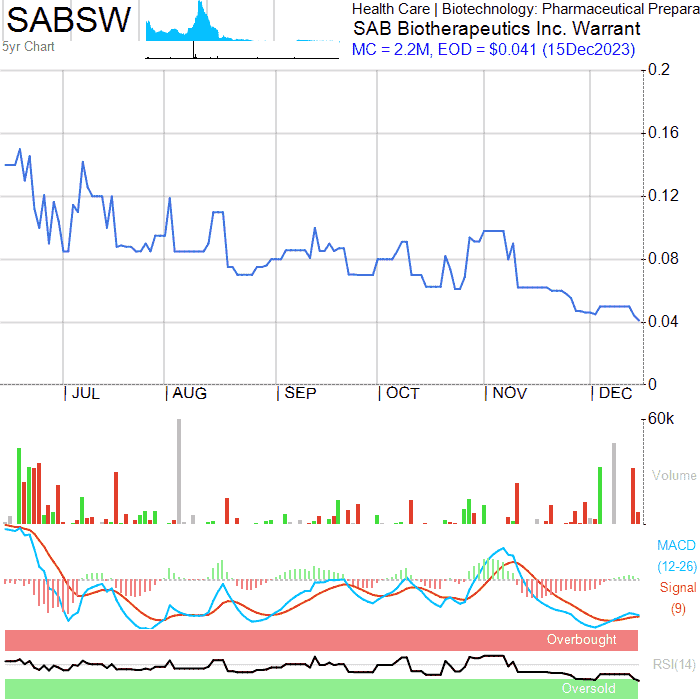 SABSW
5yr Chart
Health Care | Biotechnology: Pharmaceutical Prepara
SAB Biotherapeutics Inc. Warrant
MC = 2.2M, EOD = $0.041 (15Dec2023)
0.2
0.16
0.12
0.08
0.04
0
JUL AUG SEP OCT NOV DEC
60k
Volume
MACD
(12-26)
Signal
(9)
Overbought
RSI(14)
Oversold